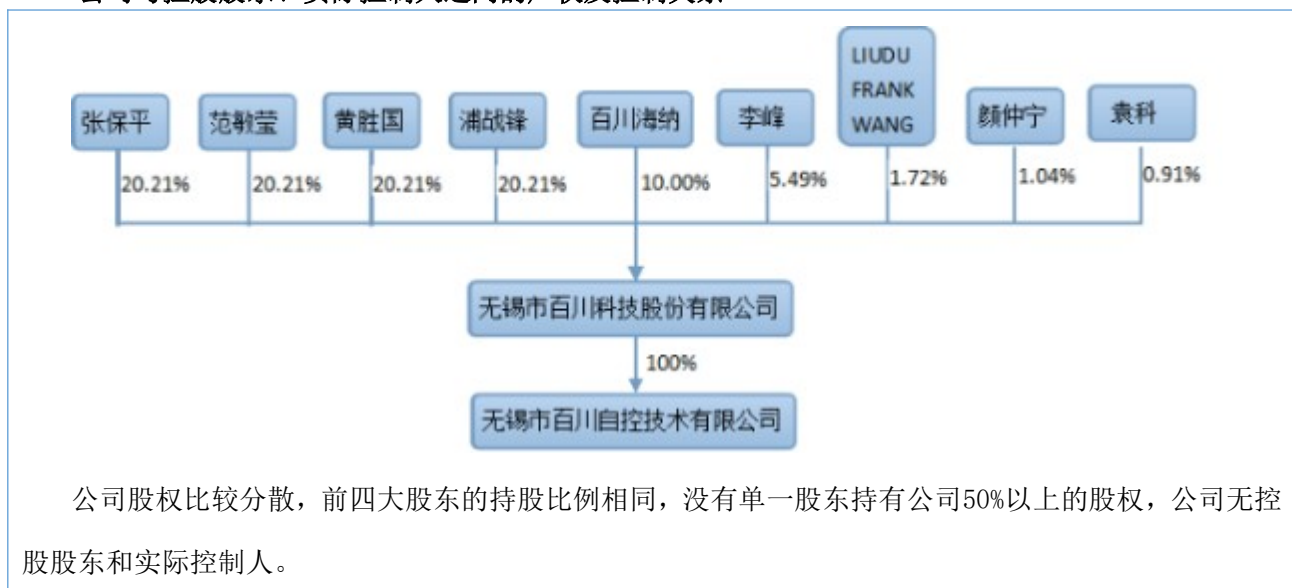 张保平
范敏莹
黄胜国
浦战锋
百川海纳
李峰
LIUDU
FRANK
WANG
颜仲宁
袁科
20.21%
20.21%
20.21%
20.21%
10.00%
5.49%
1.72%
1.04%
0.91%
无锡市百川科技股份有限公司
100%
无锡市百川自控技术有限公司
公司股权比较分散，前四大股东的持股比例相同，没有单一股东持有公司50%以上的股权，公司无控
股股东和实际控制人。